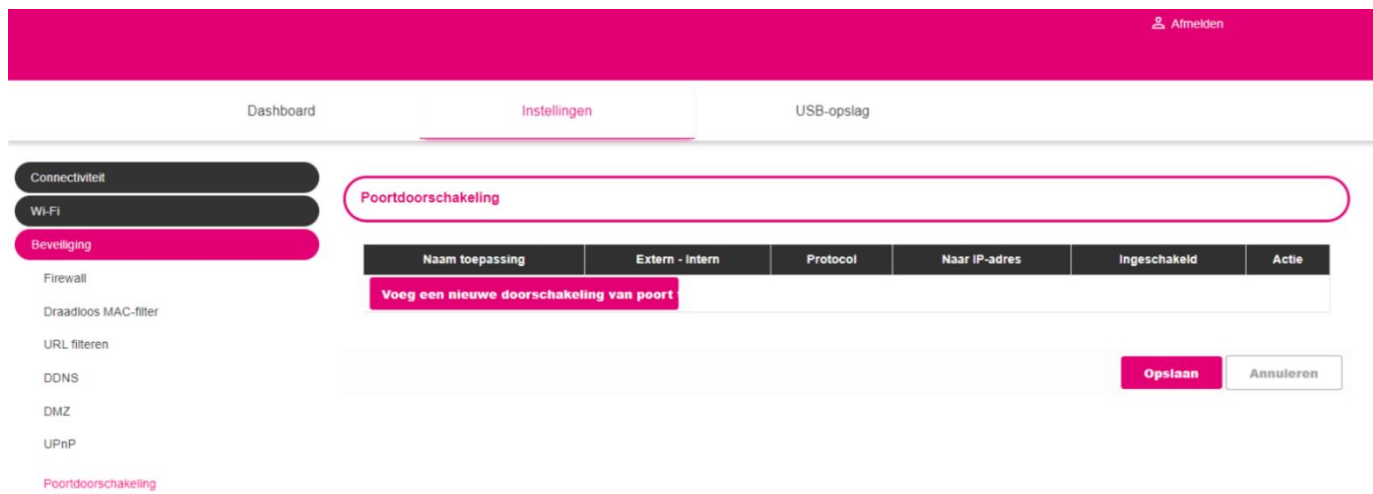 Afmelden
Dashboard
Instellingen
USB-opslag
Connectiviteit
Wi-Fi
Beveiliging
Firewall
Draadloos MAC-filter
URL filteren
DDNS
DMZ
UPnP
Poortdoorschakeling
Poortdoorschakeling
Naam toepassing Extern - Intern Protocol Naar IP-adres Ingeschakeld Actie
Voeg een nieuwe doorschakeling van poort
Opslaan Annuleren